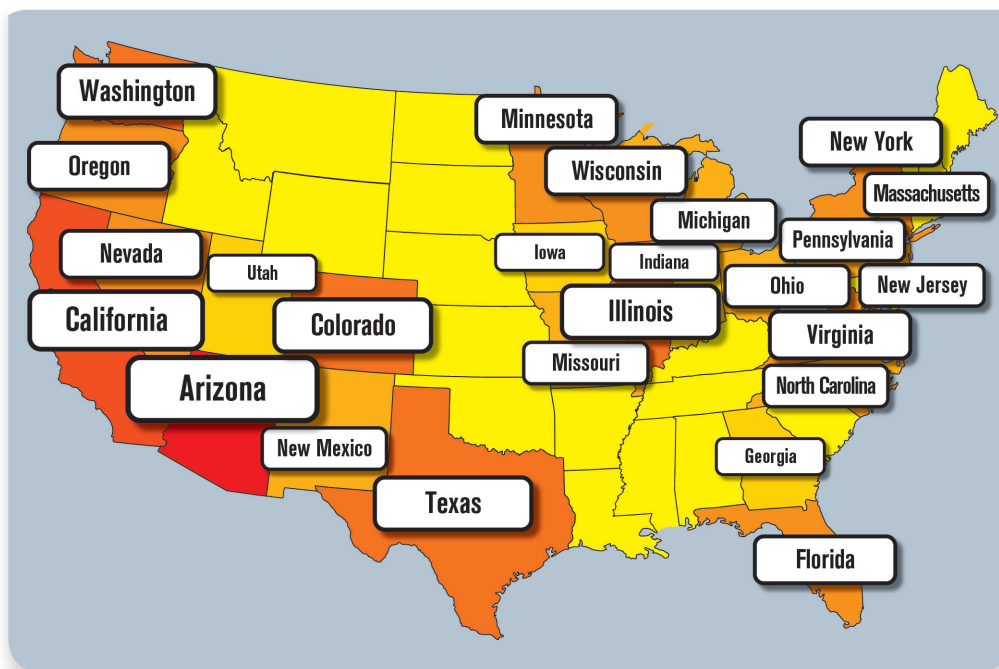 Washington
Minnesota
New York
Oregon
Wisconsin
Massachusetts
Michigan
Pennsylvania
Nevada
Iowa
Indiana
Utah
Ohio
New Jersey
California
Colorado
Illinois
Virginia
Missouri
Arizona
North Carolina
New Mexico
Georgia
Texas
Florida